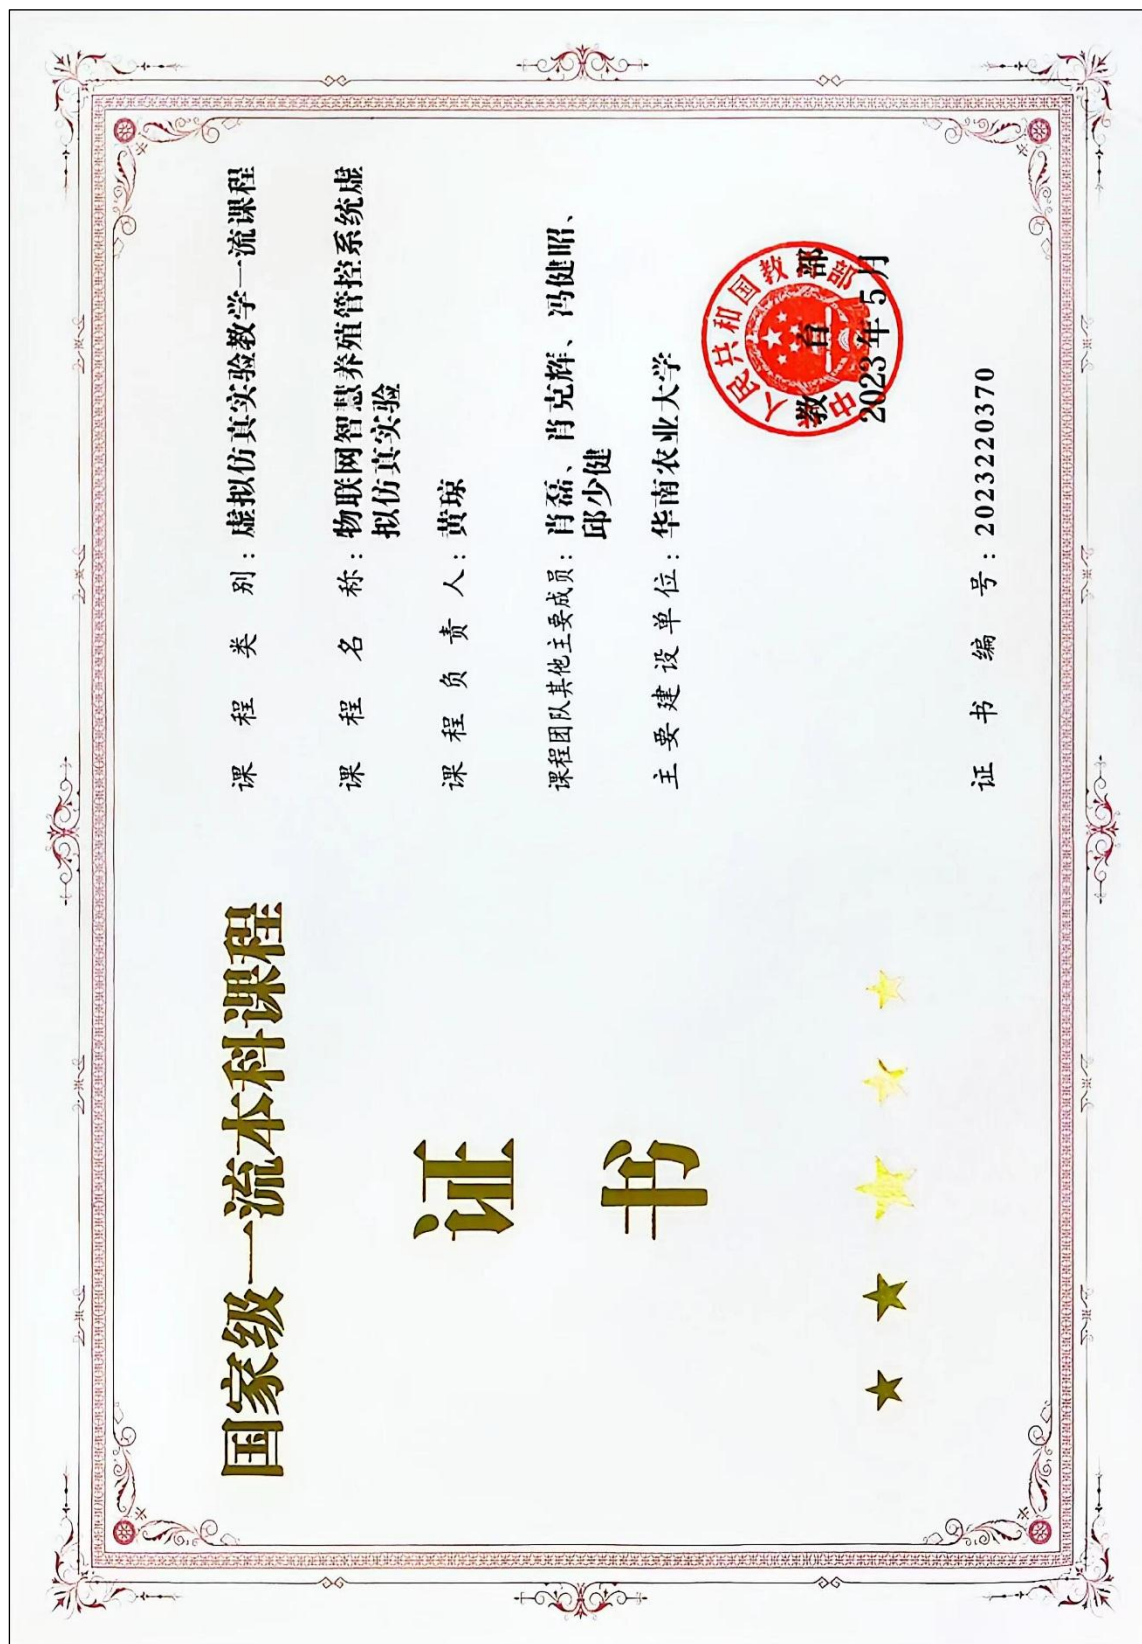 国家级一流本科课程
证
书
课程类别：虚拟仿真实验教学一流课程
课程名称：物联网智慧养殖管控系统虚
拟仿真实验
课程负责人：黄琼
课程团队其他主要成员：肖磊、肖克辉、冯健昭、
邱少健
主要建设单位：华南农业大学
中华人民共和国教育部
教育部
2023年5月
证书编号：2023220370